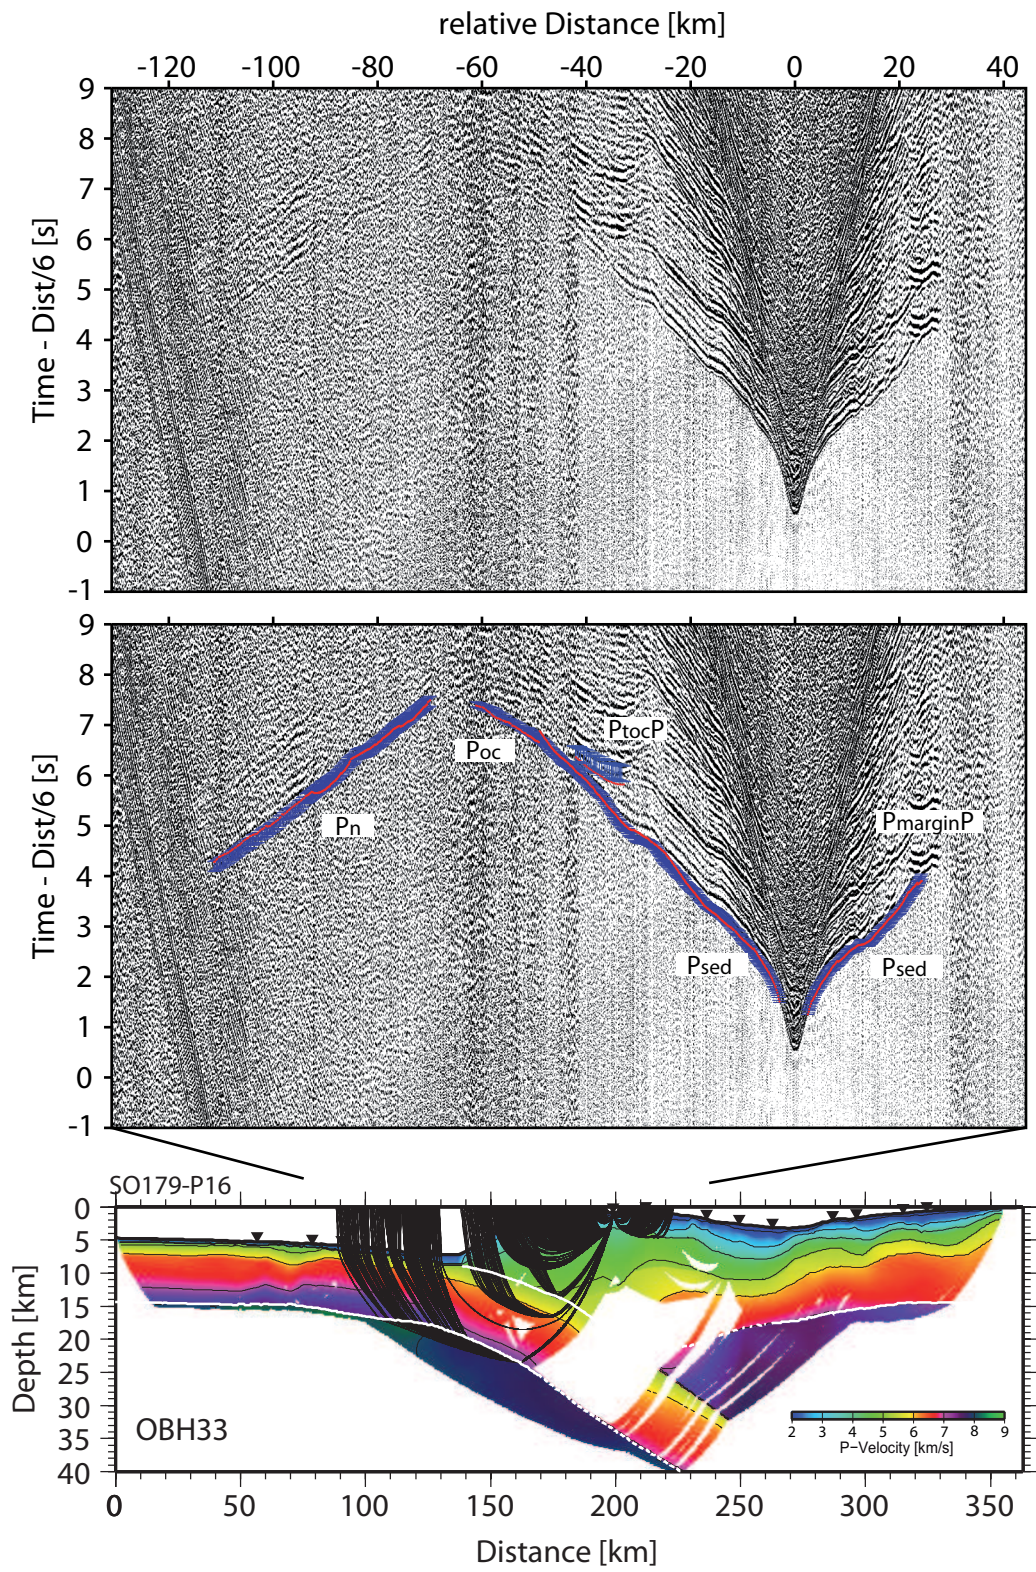 relative Distance [km]
-120 -100 -80 -60 -40 -20 0 20 40
9
8
7
6
5
4
3
2
1
0
-1
Time - Dist/6 [s]
9
8
7
6
5
4
3
2
1
0
-1
Time - Dist/6 [s]
PtocP
Poc
Pn
PmarginP
Psed
Psed
SO179-P16
0
5
10
15
20
25
30
35
40
Depth [km]
OBH33
2 3 4 5 6 7 8 9
P-Velocity [km/s]
0 50 100 150 200 250 300 350
Distance [km]